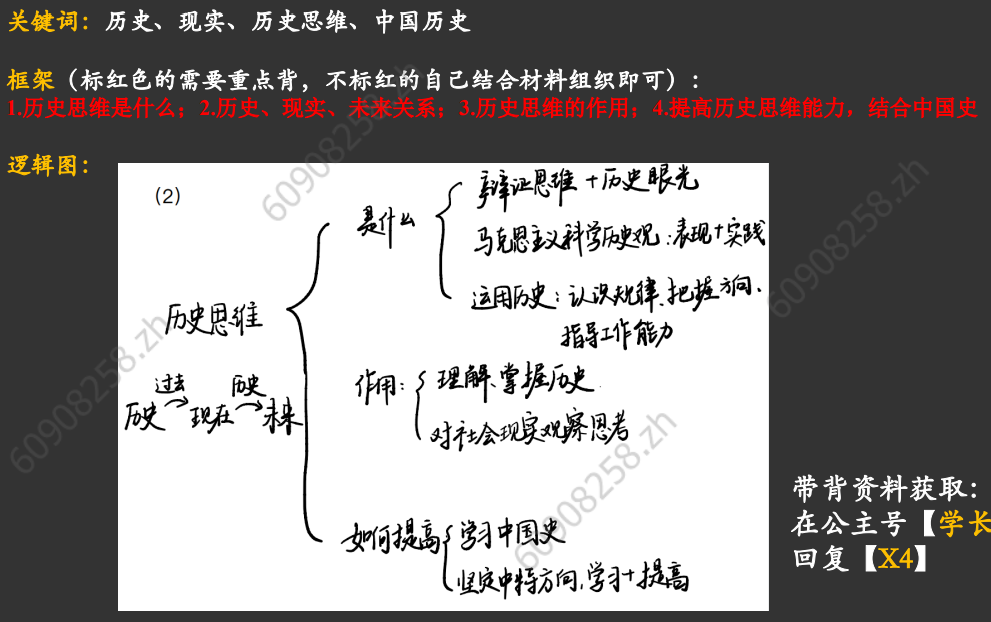 关键词：历史、现实、历史思维、中国历史
框架（标红色的需要重点背，不标红的自己结合材料组织即可）：
1.历史思维是什么；2.历史、现实、未来关系；3.历史思维的作用；4.提高历史思维能力，结合中国史
逻辑图：
(2)
是什么
辩证思维 + 历史眼光
马克思主义科学历史观：表现+实践
运用历史：认识规律、把握方向、
指导工作能力
历史思维
过去 历史
历史 现在 未来
作用：
理解、掌握历史
对社会现实观察思考
如何提高
学习中国史
坚定中特方向，学习+提高
带背资料获取：
在公主号【学长
回复【X4】
60908258.zh
60908258.zh
60908258.zh
60908258.zh